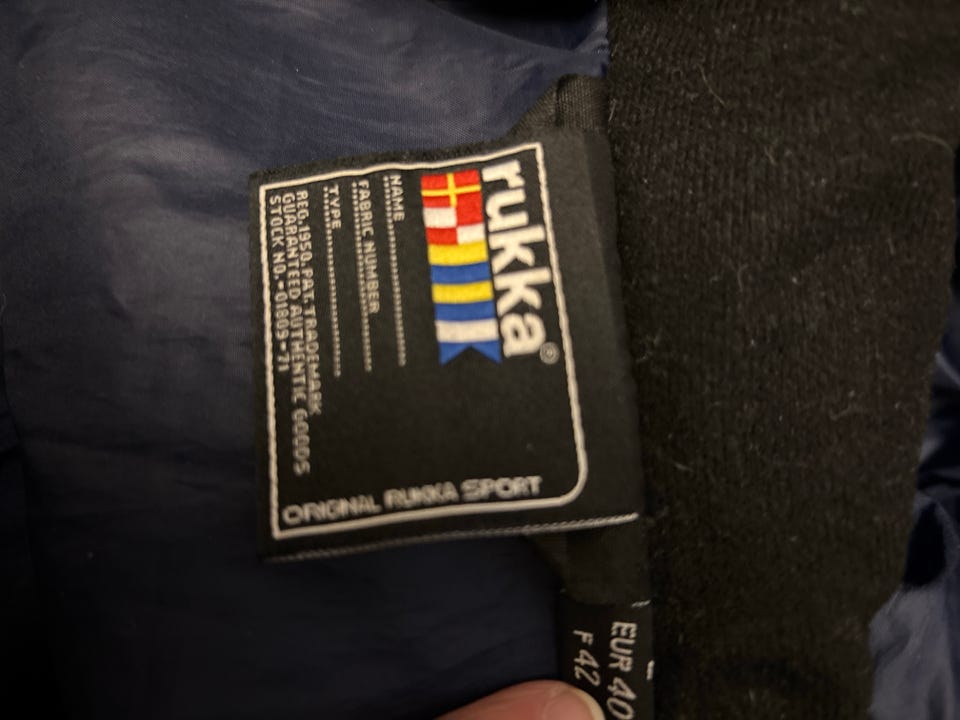 rukka®
NAME
FABRIC NUMBER
TYPE
REG.1950.PAT.TRADEMARK
GUARANTEED AUTHENTIC GOODS
STOCK NO.-01809-71
ORIGINAL RUKKA SPORT
EUR 40
F 42